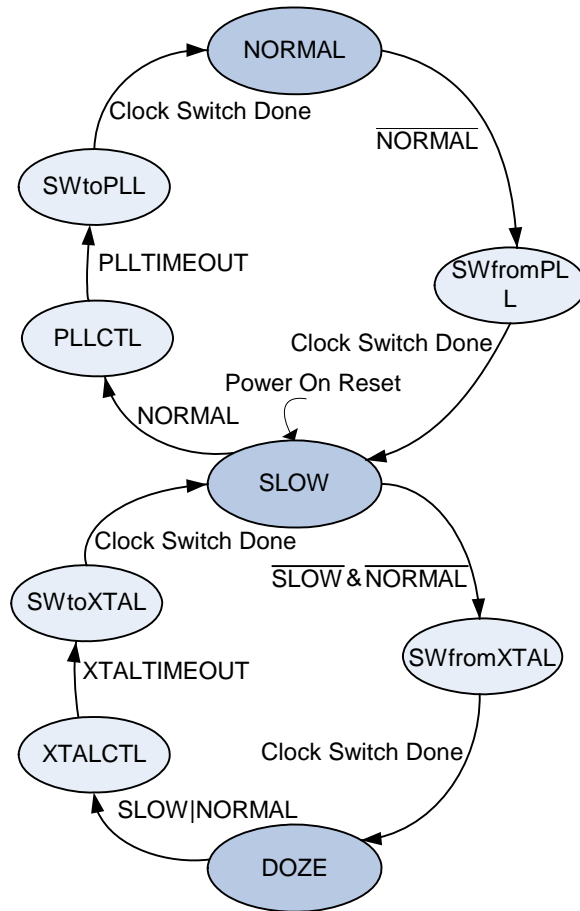 NORMAL
Clock Switch Done
NORMAL
SWtoPLL
PLLTIMEOUT
SWfromPL
L
PLLCTL
Clock Switch Done
Power On Reset
NORMAL
SLOW
Clock Switch Done
SLOW & NORMAL
SWtoXTAL
SWfromXTAL
XTALTIMEOUT
XTALCTL
Clock Switch Done
SLOW|NORMAL
DOZE